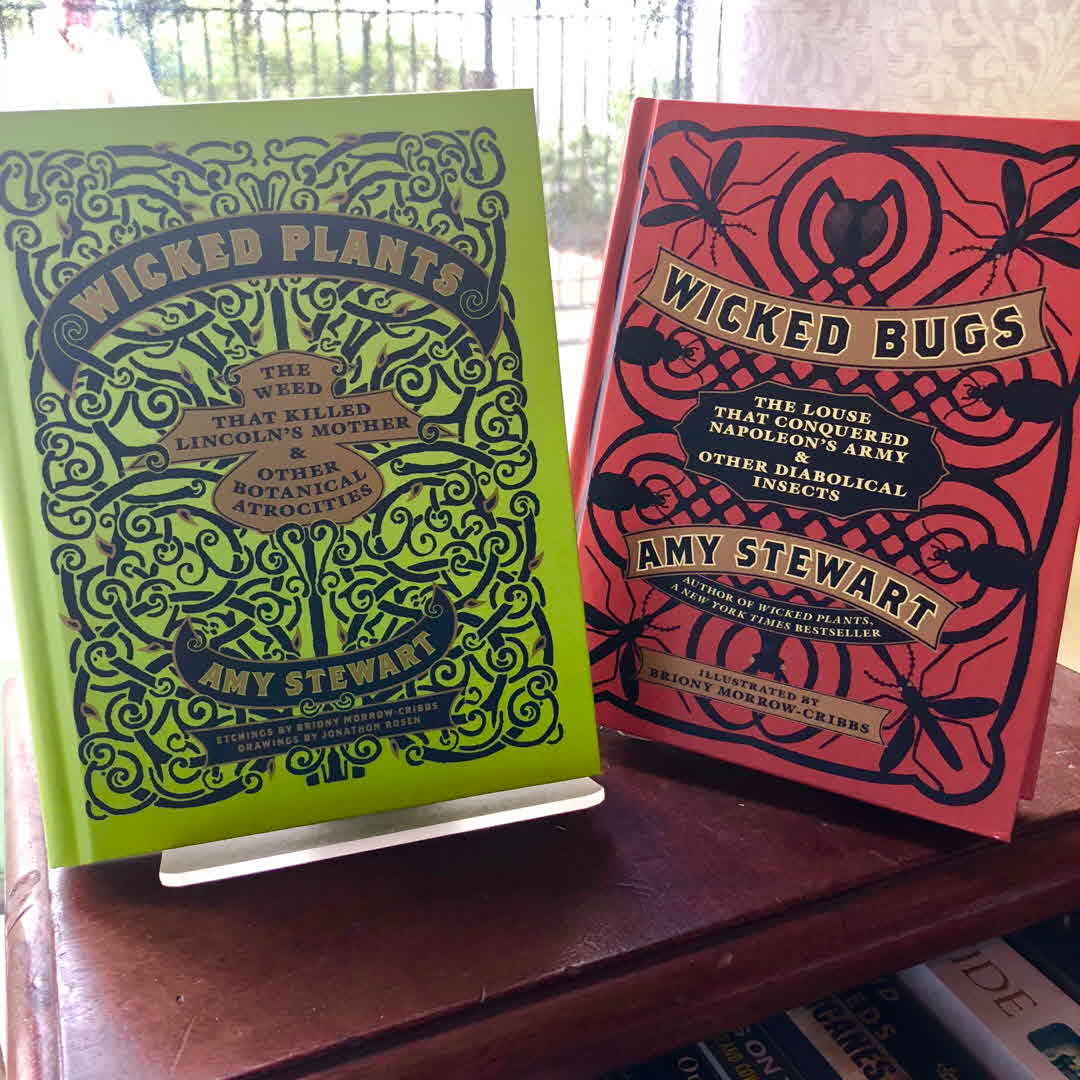 WICKED PLANTS
THE
WEED
THAT KILLED
LINCOLN'S MOTHER
&
OTHER
BOTANICAL
ATROCITIES
AMY STEWART
ETCHINGS BY BRIONY MORROW-CRIBBS
DRAWINGS BY JONATHON ROSEN
WICKED BUGS
THE LOUSE
THAT CONQUERED
NAPOLEON'S ARMY
&
OTHER DIABOLICAL
INSECTS
AMY STEWART
AUTHOR OF WICKED PLANTS,
A NEW YORK TIMES BESTSELLER
ILLUSTRATED BY
BRIONY MORROW-CRIBBS